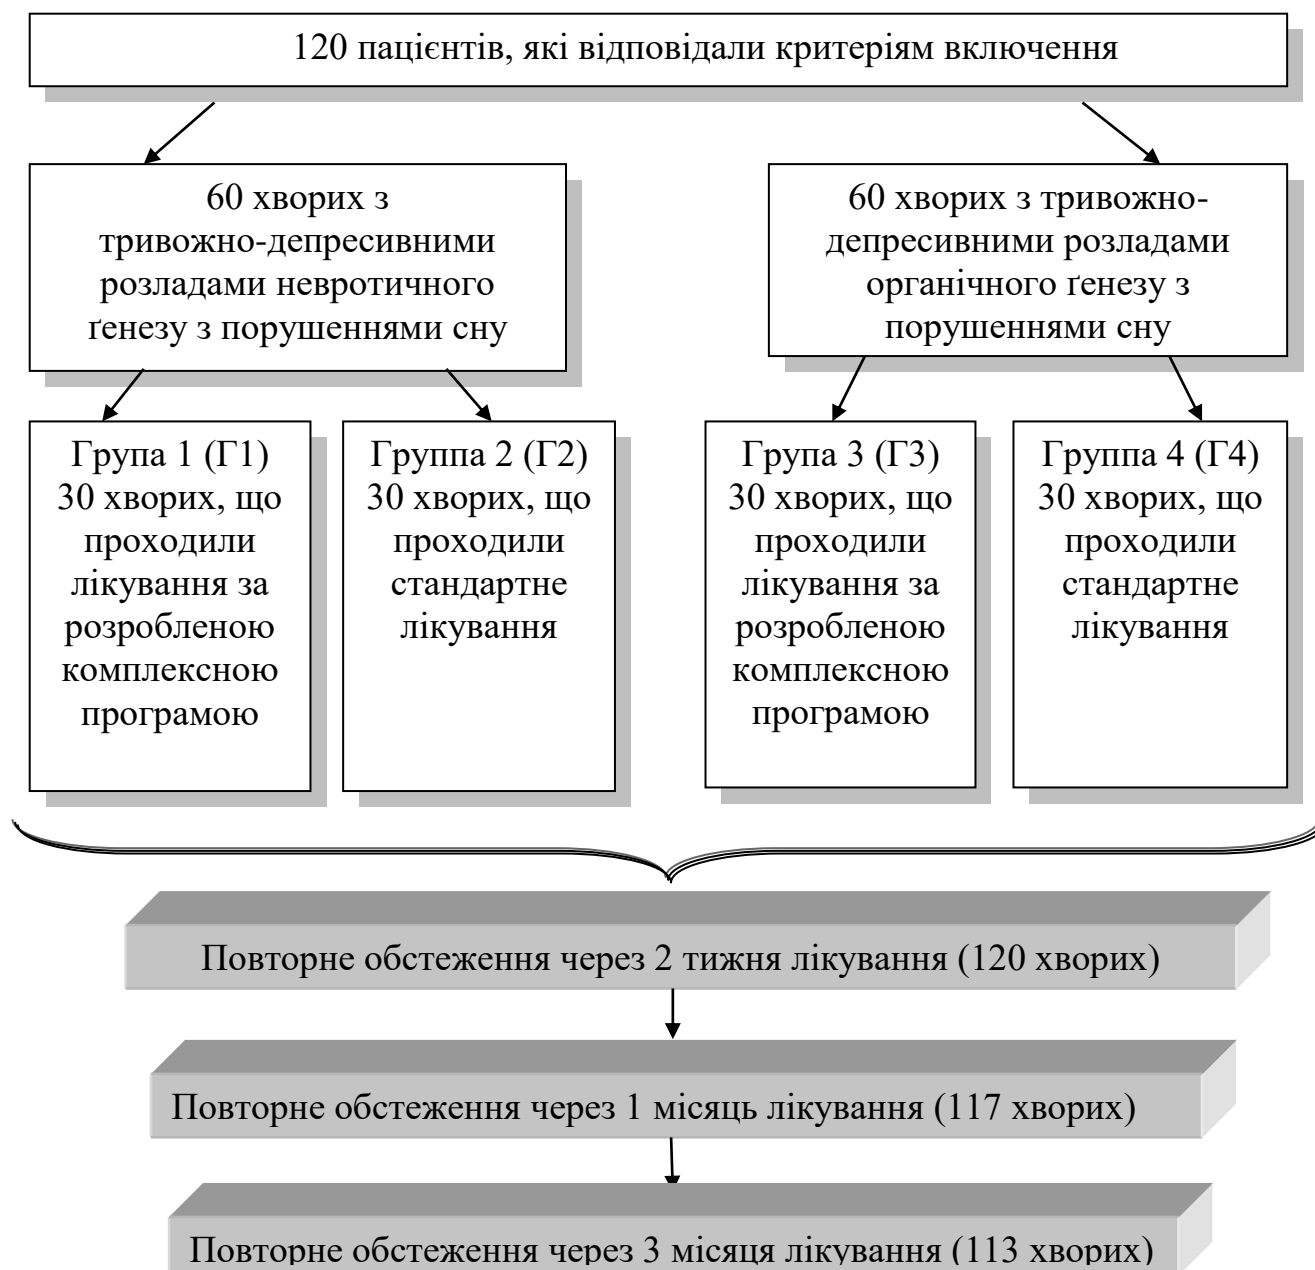 120 пацієнтів, які відповідали критеріям включення
60 хворих з
тривожно-депресивними
розладами невротичного
ґенезу з порушеннями сну
60 хворих з тривожно-
депресивними розладами
органічного ґенезу з
порушеннями сну
Група 1 (Г1)
30 хворих, що
проходили
лікування за
розробленою
комплексною
програмою
Группа 2 (Г2)
30 хворих, що
проходили
стандартне
лікування
Група 3 (Г3)
30 хворих, що
проходили
лікування за
розробленою
комплексною
програмою
Группа 4 (Г4)
30 хворих, що
проходили
стандартне
лікування
Повторне обстеження через 2 тижня лікування (120 хворих)
Повторне обстеження через 1 місяць лікування (117 хворих)
Повторне обстеження через 3 місяця лікування (113 хворих)